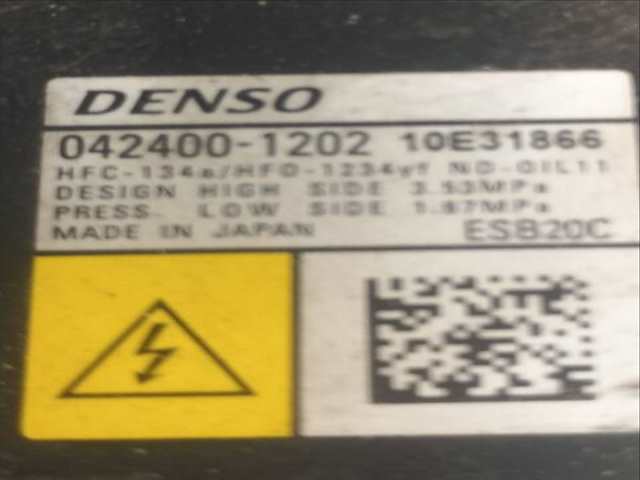 DENSO
042400-1202 10E31866
HFC-134a/HFO-1234yf ND-OIL11
DESIGN HIGH SIDE 3.53MPa
PRESS. LOW SIDE 1.87MPa
MADE IN JAPAN ESB20C